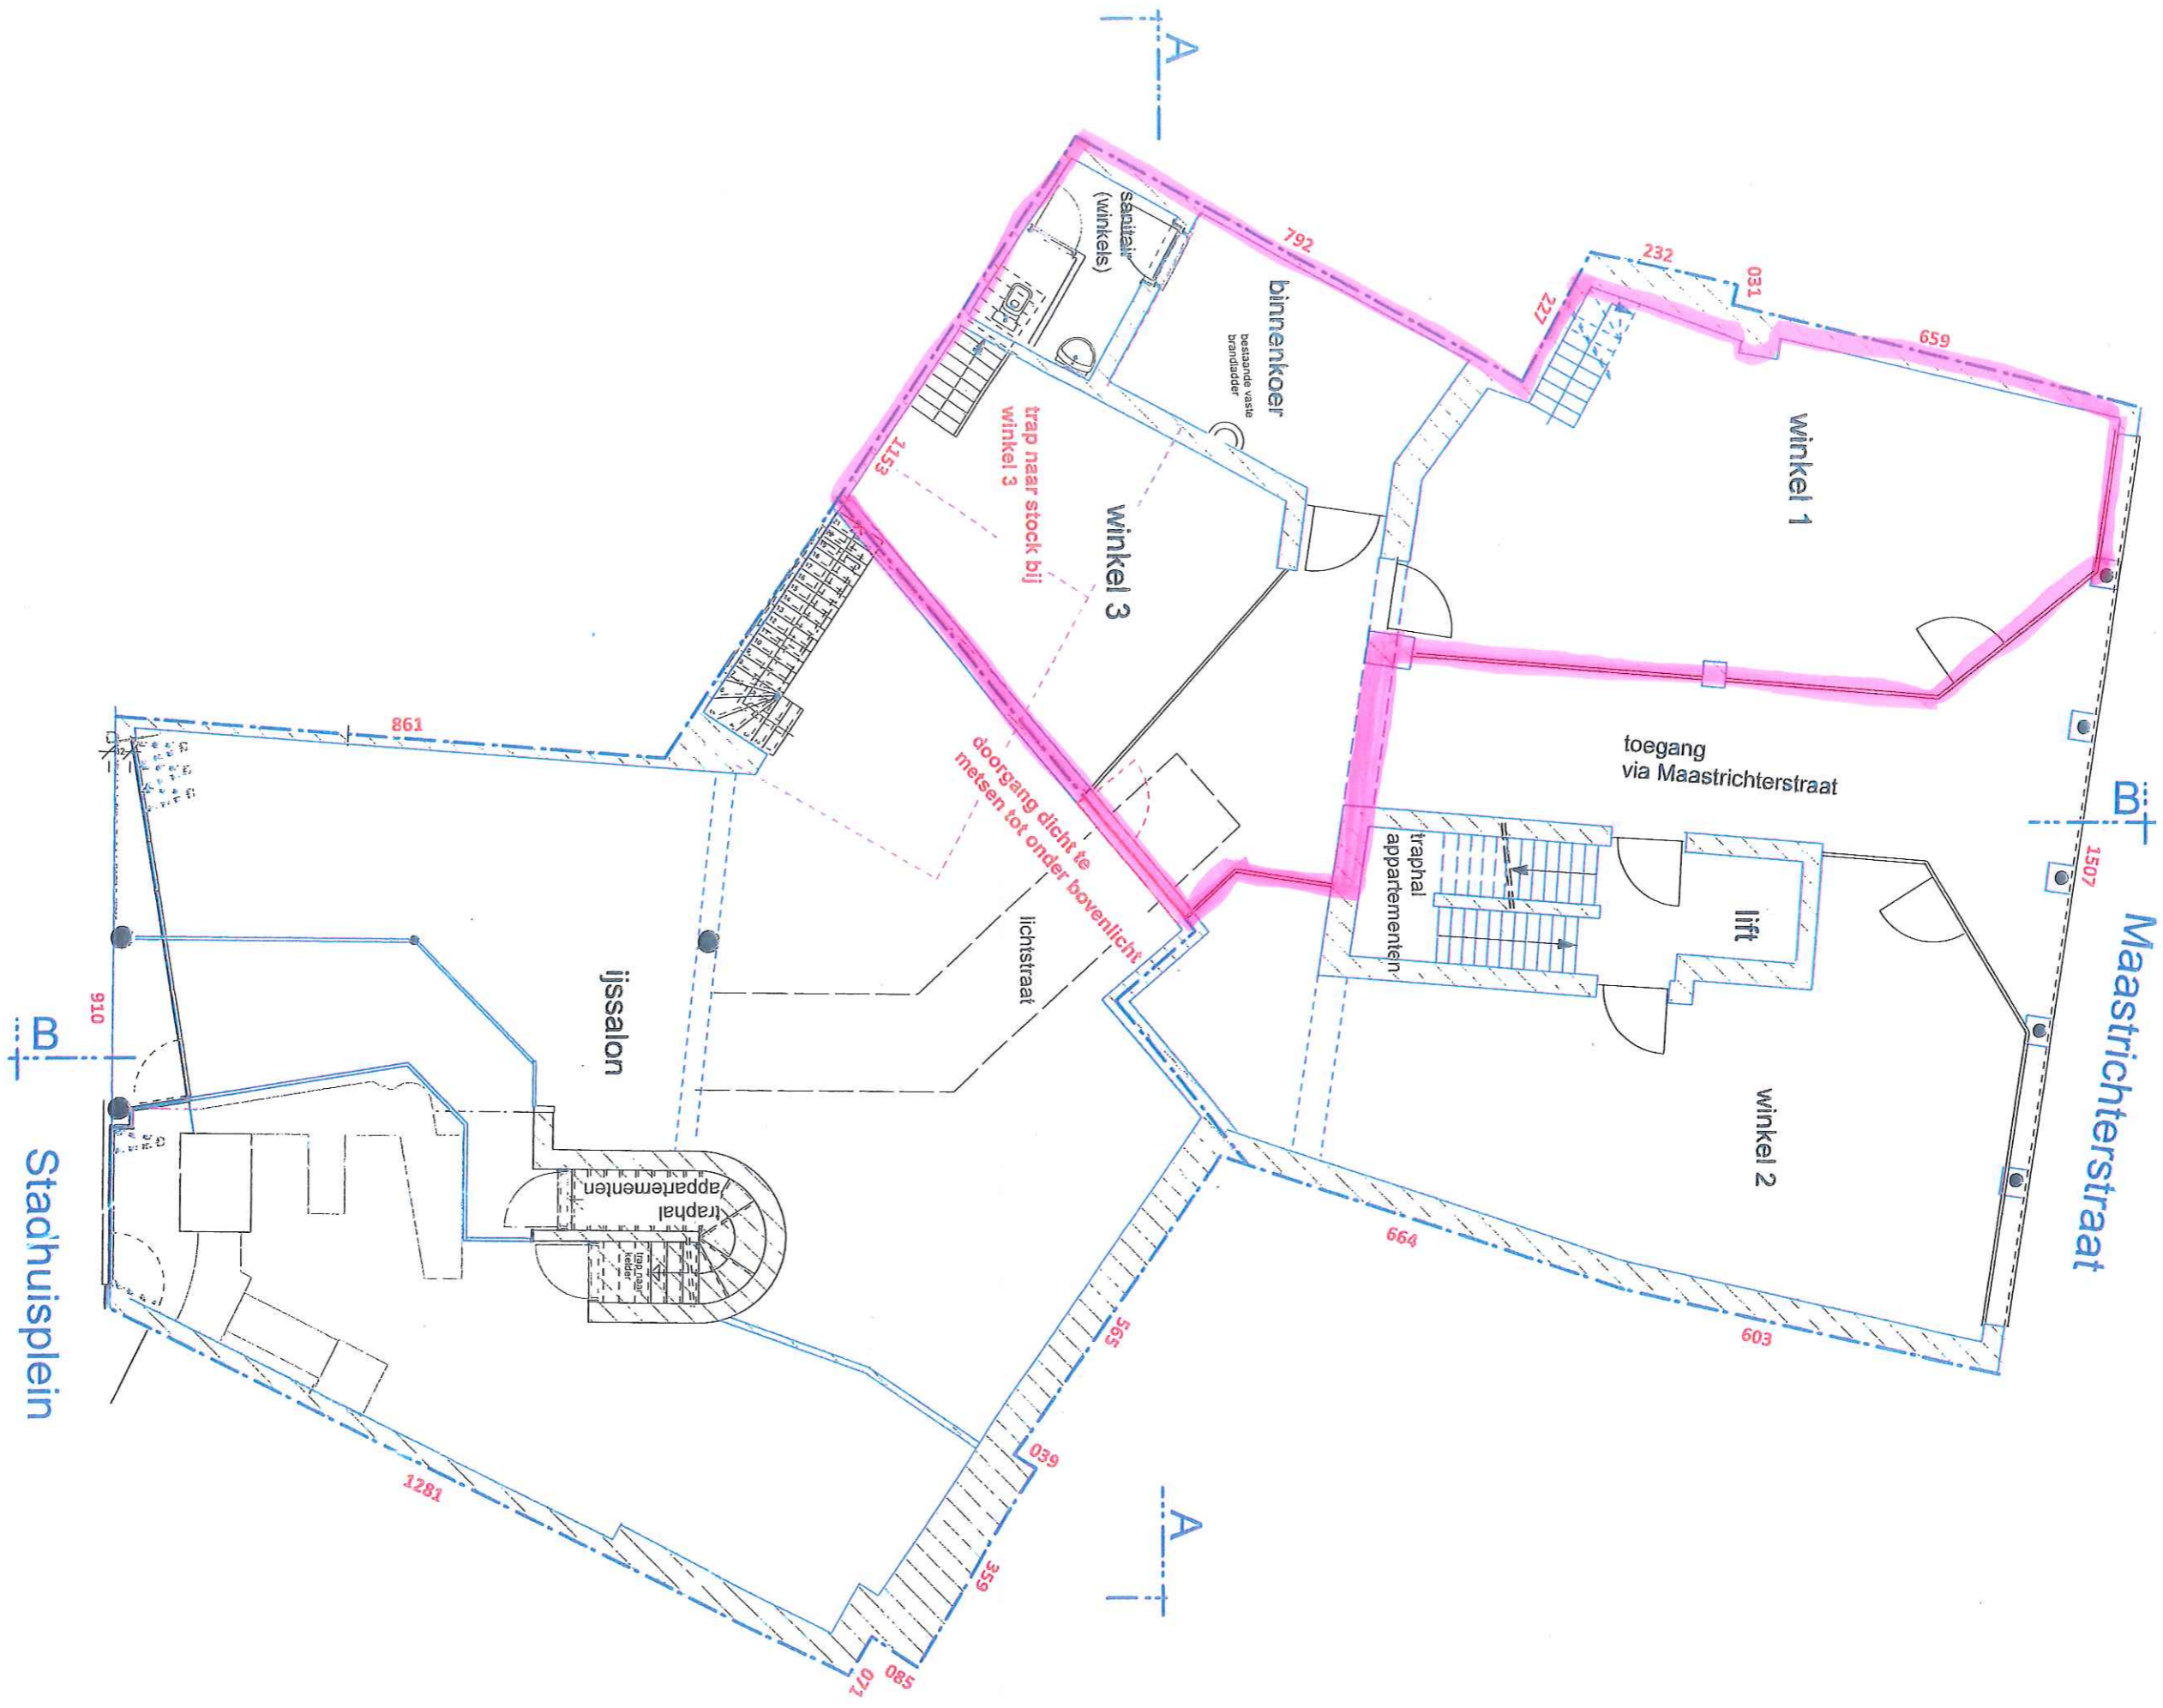 A
792
232
031
227
659
sanitair
(winkels)
binnenkoer
bestaande vaste
brandladder
winkel 1
trap naar stock bij
winkel 3
1153
winkel 3
toegang
via Maastrichterstraat
B
1507
861
doorgang dicht te
metsen tot onder bovenlicht
traphal
appartementen
lift
Maastrichterstraat
lichtstraat
ijssalon
910
B
winkel 2
Stadhuisplein
traphal
appartementen
trap naar
kelder
664
603
565
039
1281
A
359
085
071